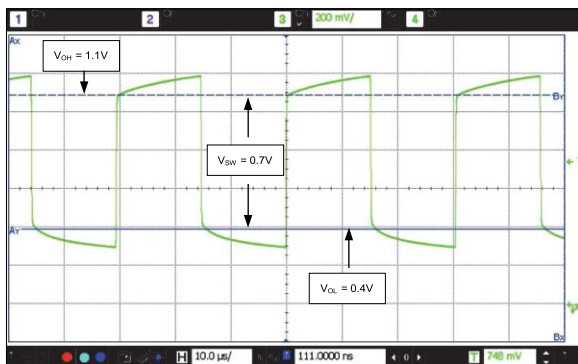 1
2
3
200 mV/
4
Ax
VOH = 1.1V
By
VSW = 0.7V
Ay
VOL = 0.4V
Bx
H
10.0 µs/
111.0000 ns
0
T
748 mV